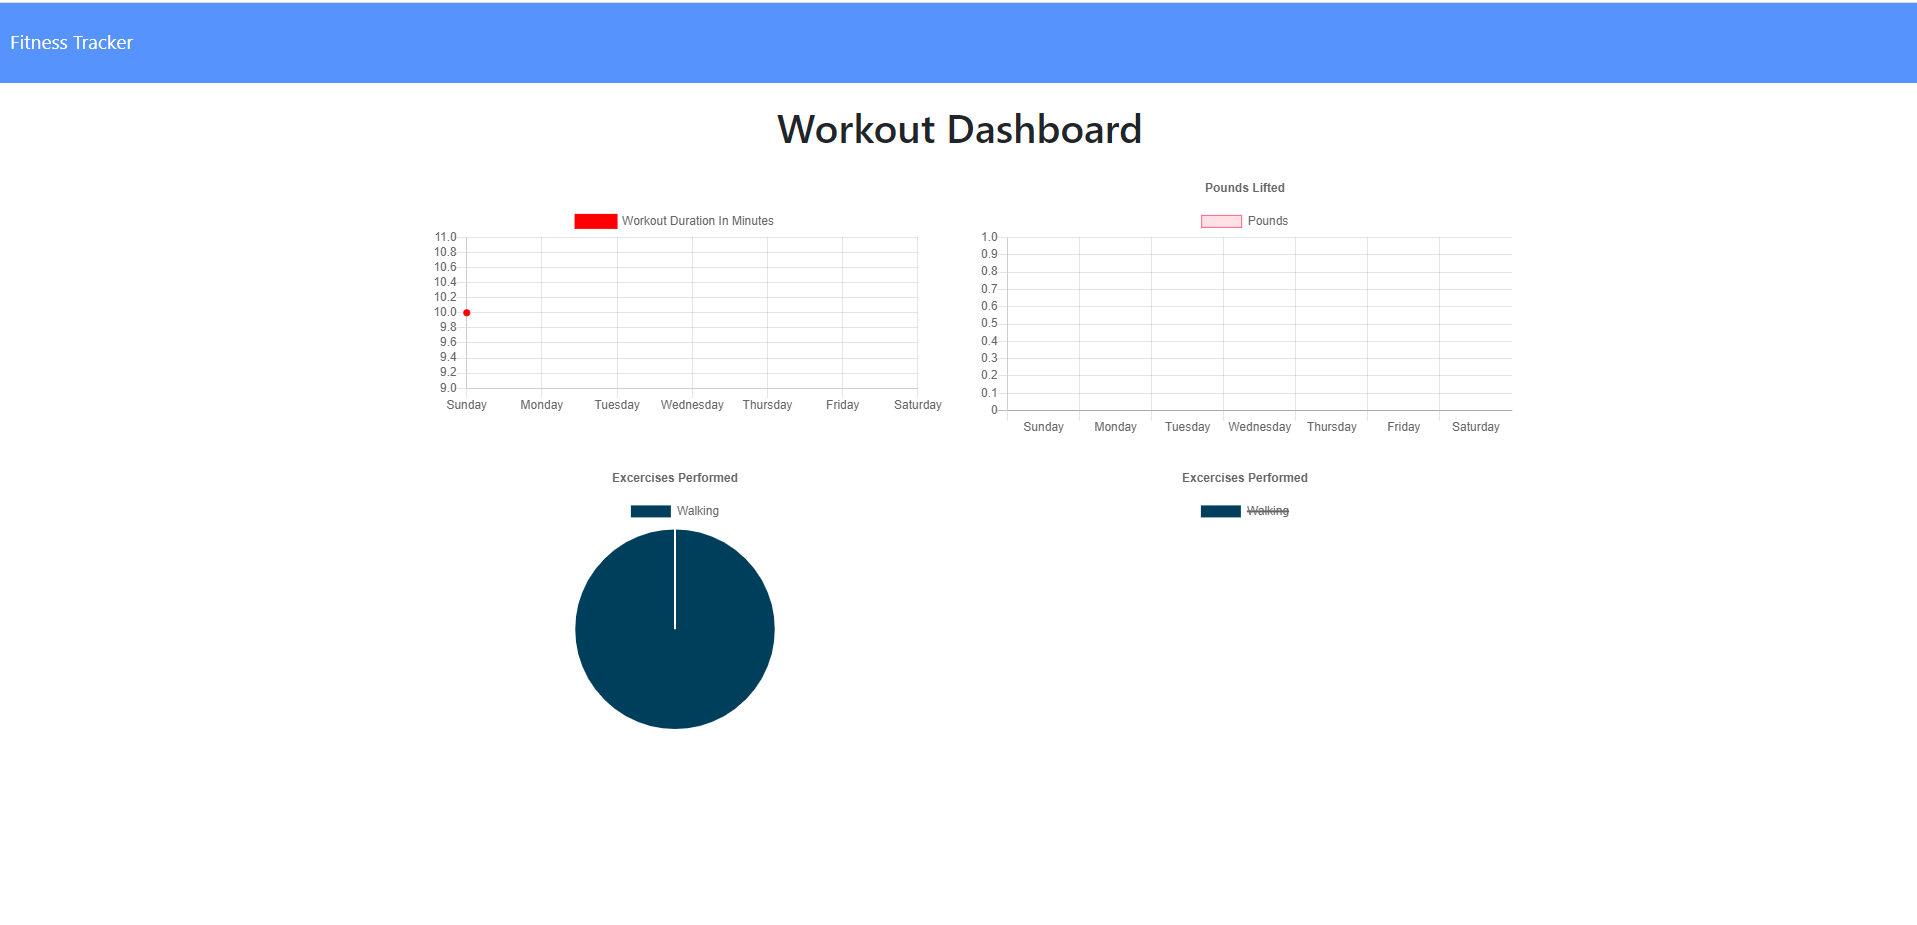 Fitness Tracker
Workout Dashboard
Workout Duration In Minutes
11.0
10.8
10.6
10.4
10.2
10.0
9.8
9.6
9.4
9.2
9.0
Sunday Monday Tuesday Wednesday Thursday Friday Saturday
Pounds Lifted
Pounds
1.0
0.9
0.8
0.7
0.6
0.5
0.4
0.3
0.2
0.1
0
Sunday Monday Tuesday Wednesday Thursday Friday Saturday
Excercises Performed
Walking
Excercises Performed
Walking